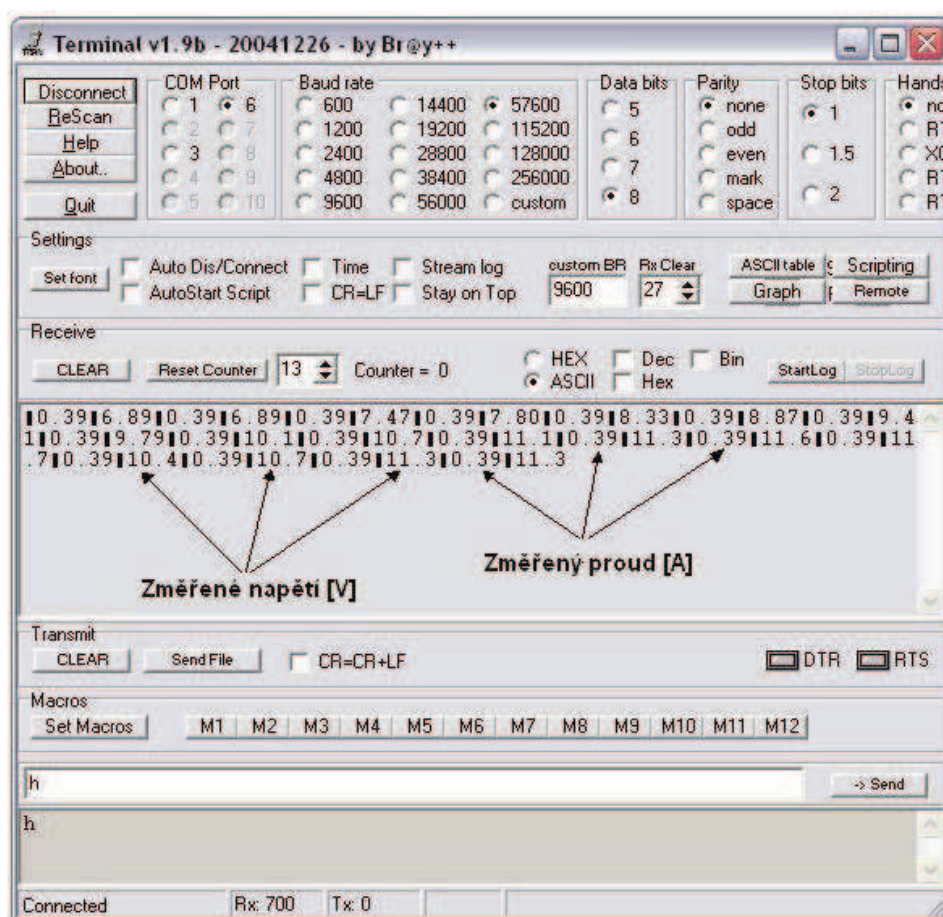 Terminal v1.9b - 20041226 - by Br@y++
Disconnect
ReScan
Help
About..
Quit
COM Port
1 6
2 7
3 8
4 9
5 10
Baud rate
600 14400 57600
1200 19200 115200
2400 28800 128000
4800 38400 256000
9600 56000 custom
Data bits
5
6
7
8
Parity
none
odd
even
mark
space
Stop bits
1
1.5
2
Hands
Settings
Set font
Auto Dis/Connect Time Stream log
AutoStart Script CR=LF Stay on Top
custom BR
9600
Rx Clear
27
ASCII table Scripting
Graph Remote
Receive
CLEAR Reset Counter 13 Counter = 0
HEX Dec Bin
ASCII Hex
StartLog StopLog
▮0.39▮6.89▮0.39▮6.89▮0.39▮7.47▮0.39▮7.80▮0.39▮8.33▮0.39▮8.87▮0.39▮9.4
1▮0.39▮9.79▮0.39▮10.1▮0.39▮10.7▮0.39▮11.1▮0.39▮11.3▮0.39▮11.6▮0.39▮11
.7▮0.39▮10.4▮0.39▮10.7▮0.39▮11.3▮0.39▮11.3
Změřené napětí [V]
Změřený proud [A]
Transmit
CLEAR Send File CR=CR+LF DTR RTS
Macros
Set Macros M1 M2 M3 M4 M5 M6 M7 M8 M9 M10 M11 M12
h
-> Send
h
Connected Rx: 700 Tx: 0